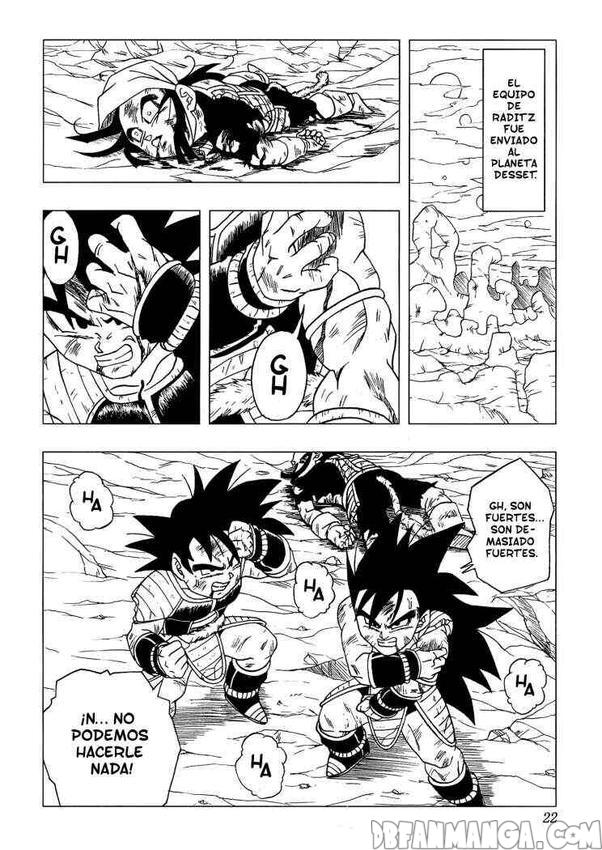 EL
EQUIPO
DE
RADITZ
FUE
ENVIADO
AL
PLANETA
DESSET.
GH
GH
GH, SON
FUERTES...
SON DE-
MASIADO
FUERTES.
HA
HA
HA
HA
¡N... NO
PODEMOS
HACERLE
NADA!
22
DBFANMANGA.COM